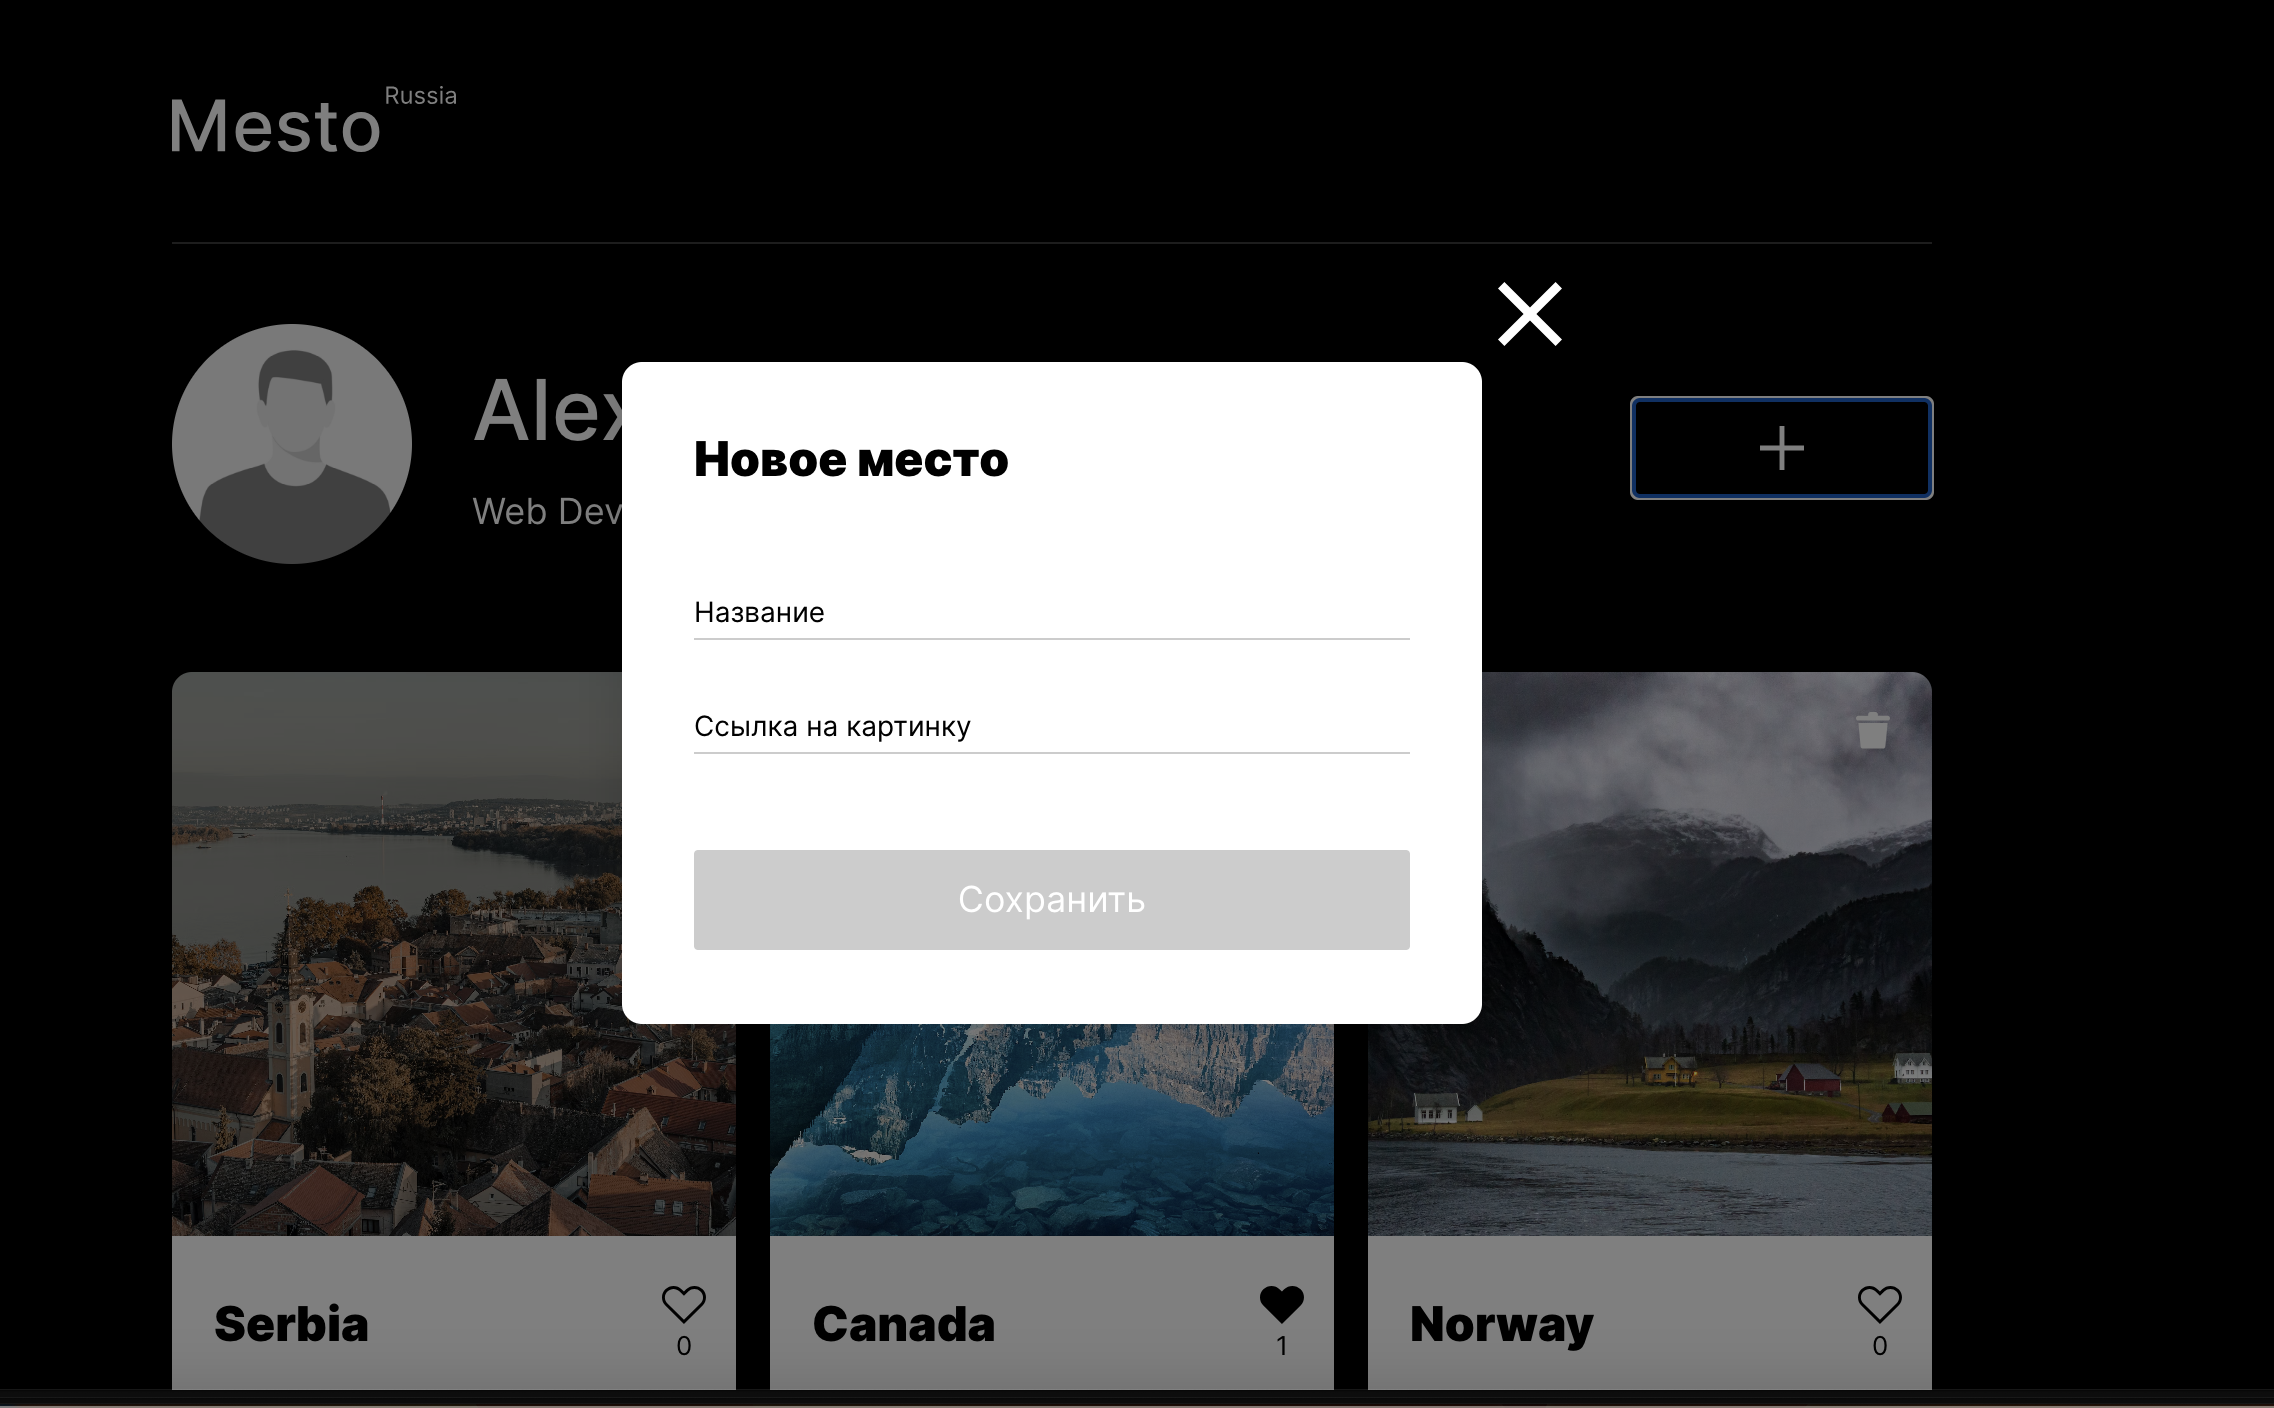 Mesto Russia
Alex
Web Dev
Новое место
Название
Ссылка на картинку
Сохранить
Serbia
0
Canada
1
Norway
0